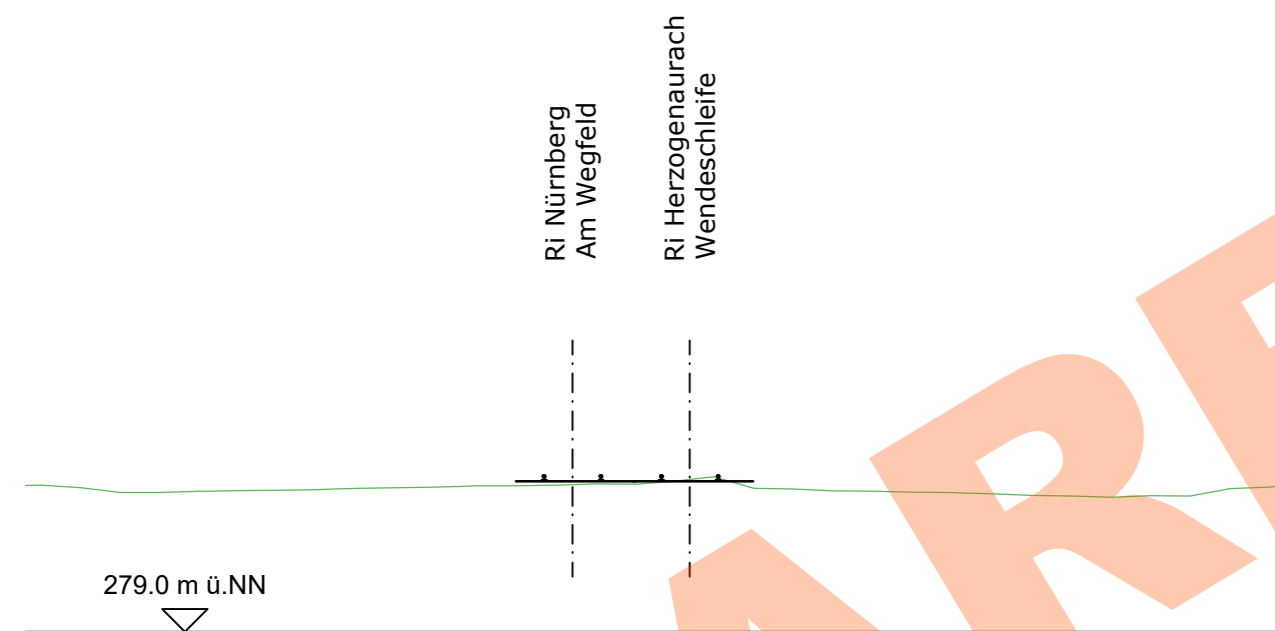 Ri Nürnberg
Am Wegfeld
Ri Herzogenaurach
Wendeschleife
279.0 m ü.NN